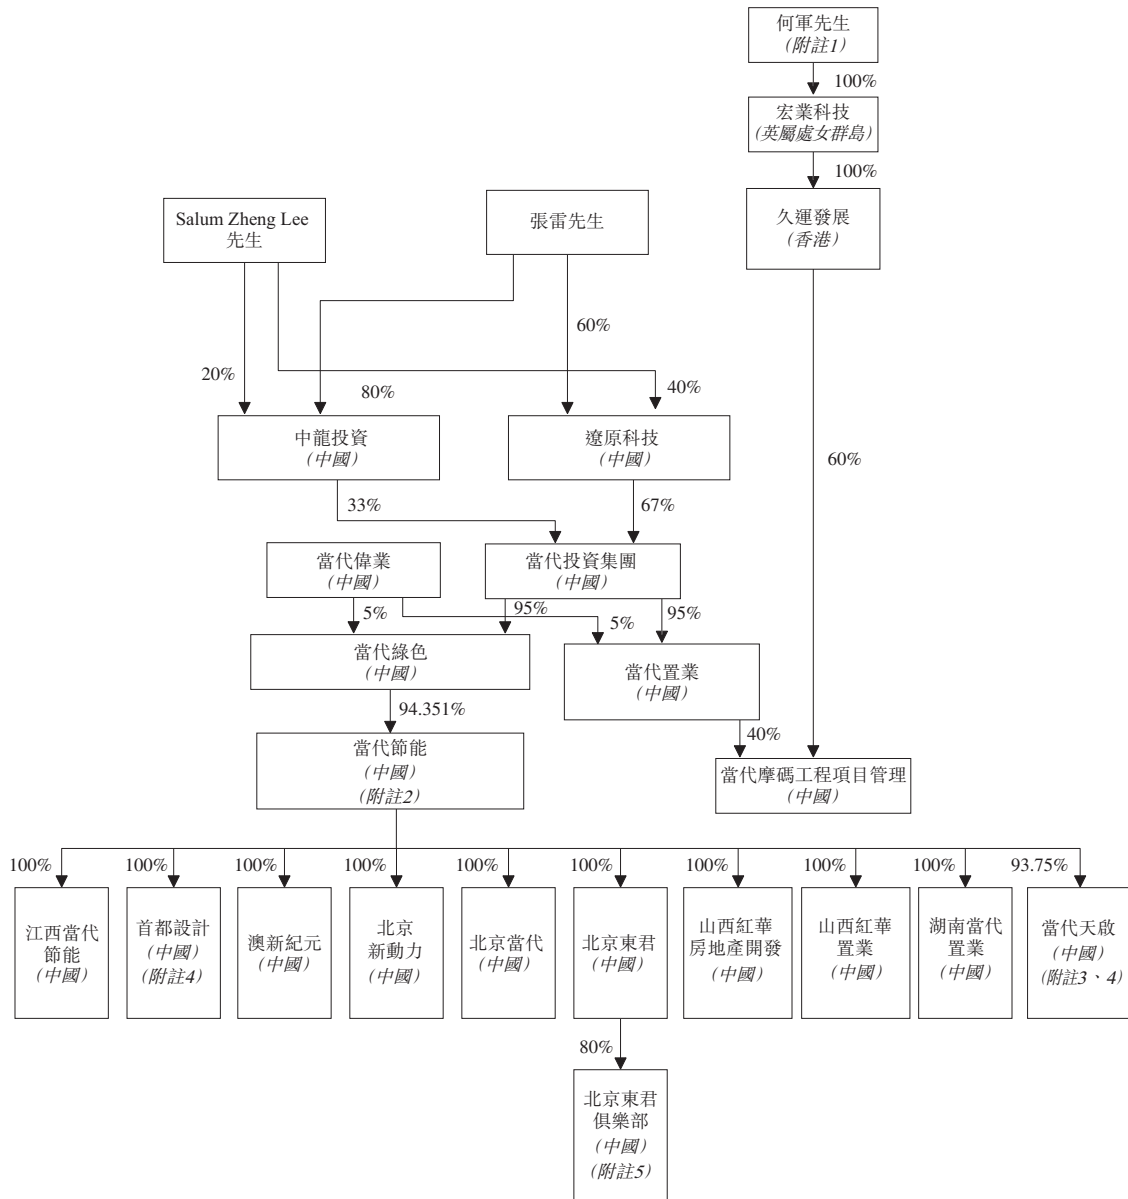 何軍先生
(附註1)
100%
宏業科技
(英屬處女群島)
100%
久運發展
(香港)
Salum Zheng Lee
先生
張雷先生
60%
20%
80%
40%
中龍投資
(中國)
遼原科技
(中國)
60%
33%
67%
當代偉業
(中國)
當代投資集團
(中國)
5%
95%
5%
95%
當代綠色
(中國)
當代置業
(中國)
94.351%
40%
當代節能
(中國)
(附註2)
當代摩碼工程項目管理
(中國)
100%
100%
100%
100%
100%
100%
100%
100%
100%
93.75%
江西當代
節能
(中國)
首都設計
(中國)
(附註4)
澳新紀元
(中國)
北京
新動力
(中國)
北京當代
(中國)
北京東君
(中國)
山西紅華
房地產開發
(中國)
山西紅華
置業
(中國)
湖南當代
置業
(中國)
當代天啟
(中國)
(附註3、4)
80%
北京東君
俱樂部
(中國)
(附註5)